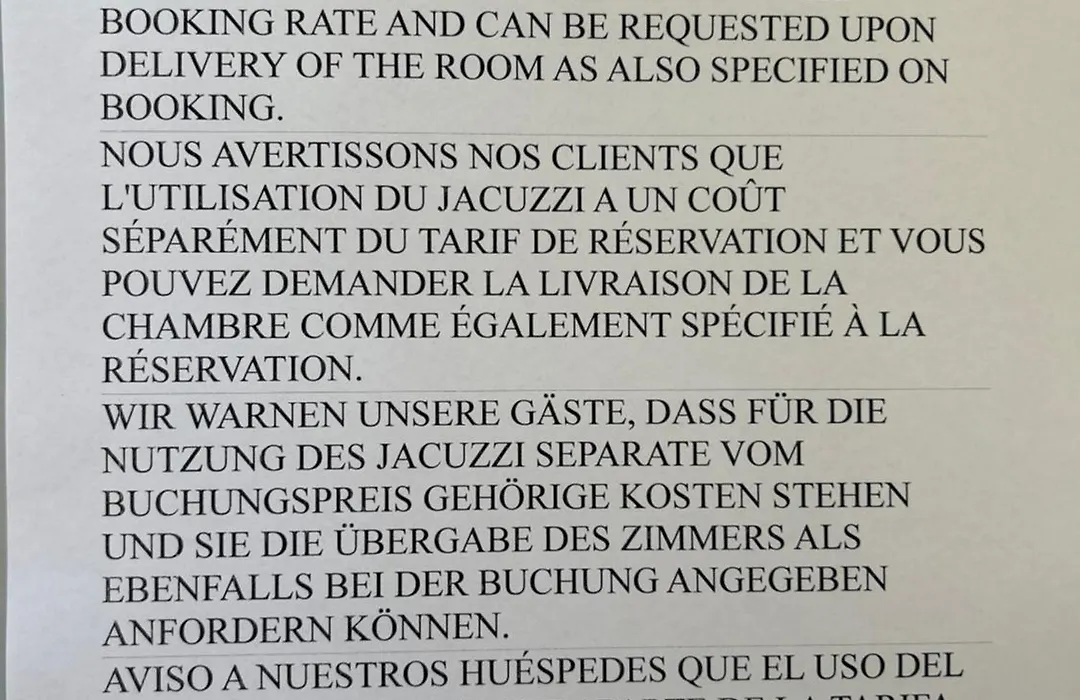 BOOKING RATE AND CAN BE REQUESTED UPON
DELIVERY OF THE ROOM AS ALSO SPECIFIED ON
BOOKING.
NOUS AVERTISSONS NOS CLIENTS QUE
L'UTILISATION DU JACUZZI A UN COÛT
SÉPARÉMENT DU TARIF DE RÉSERVATION ET VOUS
POUVEZ DEMANDER LA LIVRAISON DE LA
CHAMBRE COMME ÉGALEMENT SPÉCIFIÉ À LA
RÉSERVATION.
WIR WARNEN UNSERE GÄSTE, DASS FÜR DIE
NUTZUNG DES JACUZZI SEPARATE VOM
BUCHUNGSPREIS GEHÖRIGE KOSTEN STEHEN
UND SIE DIE ÜBERGABE DES ZIMMERS ALS
EBENFALLS BEI DER BUCHUNG ANGEGEBEN
ANFORDERN KÖNNEN.
AVISO A NUESTROS HUÉSPEDES QUE EL USO DEL
DE LA TARIFA